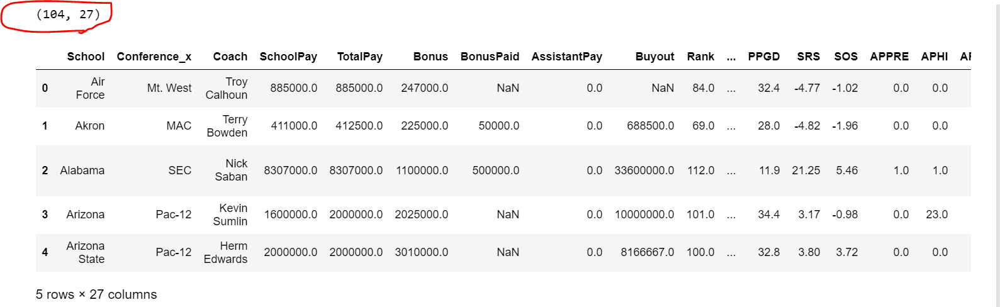 (104, 27)
School Conference_x Coach SchoolPay TotalPay Bonus BonusPaid AssistantPay Buyout Rank ... PPGD SRS SOS APPRE APHI
0 Air Force Mt. West Troy Calhoun 885000.0 885000.0 247000.0 NaN 0.0 NaN 84.0 ... 32.4 -4.77 -1.02 0.0 0.0
1 Akron MAC Terry Bowden 411000.0 412500.0 225000.0 50000.0 0.0 688500.0 69.0 ... 28.0 -4.82 -1.96 0.0 0.0
2 Alabama SEC Nick Saban 8307000.0 8307000.0 1100000.0 500000.0 0.0 33600000.0 112.0 ... 11.9 21.25 5.46 1.0 1.0
3 Arizona Pac-12 Kevin Sumlin 1600000.0 2000000.0 2025000.0 NaN 0.0 10000000.0 101.0 ... 34.4 3.17 -0.98 0.0 23.0
4 Arizona State Pac-12 Herm Edwards 2000000.0 2000000.0 3010000.0 NaN 0.0 8166667.0 100.0 ... 32.8 3.80 3.72 0.0 0.0
5 rows × 27 columns